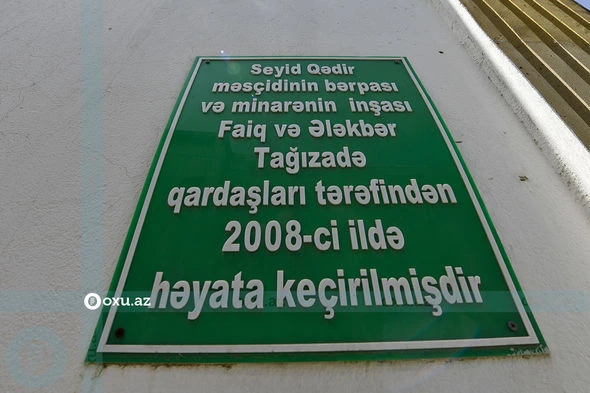 Seyid Qədir
məsçidinin bərpası
və minarənin inşası
Faiq və Ələkbər
Tağızadə
qardaşları tərəfindən
2008-ci ildə
həyata keçirilmişdir
oxu.az